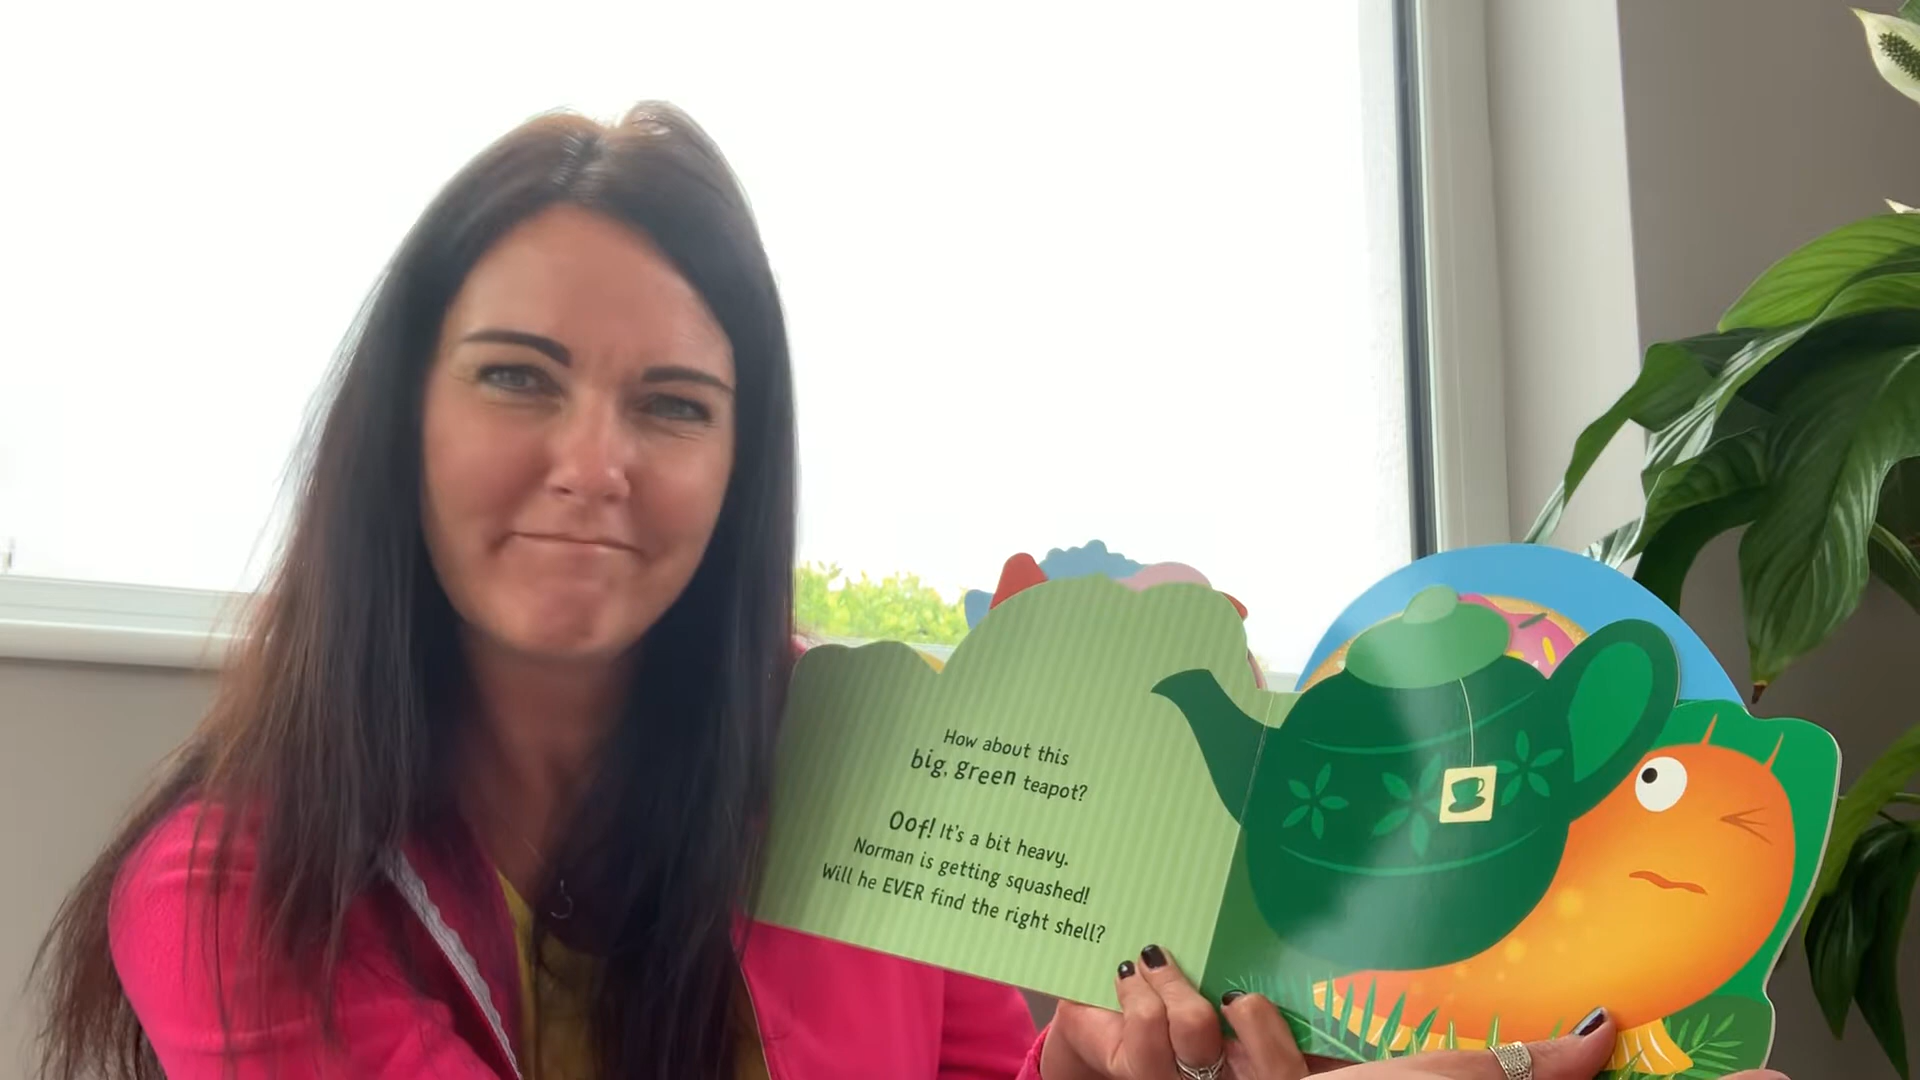 How about this
big, green teapot?
Oof! It's a bit heavy.
Norman is getting squashed!
Will he EVER find the right shell?